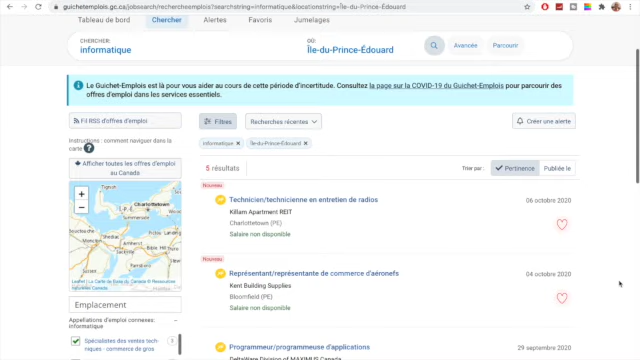 guichetemplois.gc.ca/jobsearch/rechercheemplois?searchstring=informatique&locationstring=Île-du-Prince-Édouard
Tableau de bord
Chercher
Alertes
Favoris
Jumelages
CHERCHER:
informatique
OÙ:
Île-du-Prince-Édouard
Avancée
Parcourir
Le Guichet-Emplois est là pour vous aider au cours de cette période d'incertitude. Consultez la page sur la COVID-19 du Guichet-Emplois pour parcourir des
offres d'emploi dans les services essentiels.
Fil RSS d'offres d'emploi
Filtres
Recherches récentes
Créer une alerte
Instructions : comment naviguer dans la
carte
informatique ×
Île-du-Prince-Édouard ×
Afficher toutes les offres d'emploi
au Canada
5 résultats
Trier par :
Pertinence
Publiée le
+
−
Charlottetown
Nouveau
Technicien/technicienne en entretien de radios
06 octobre 2020
Killam Apartment REIT
Charlottetown (PE)
Salaire non disponible
Nouveau
Représentant/représentante de commerce d'aéronefs
04 octobre 2020
Kent Building Supplies
Bloomfield (PE)
Salaire non disponible
Emplacement
Appellations d'emploi connexes:
informatique
−
Spécialistes des ventes tech-
niques - commerce de gros
Programmeur/programmeuse d'applications
29 septembre 2020
DeltaWare Division of MAXIMUS Canada